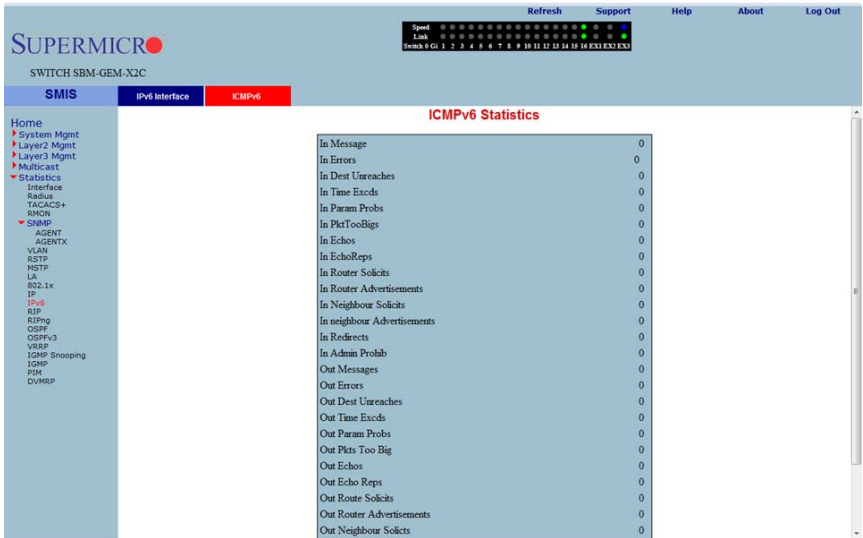 Refresh Support Help About Log Out
Speed
Link
Switch 0 Gi 1 2 3 4 5 6 7 8 9 10 11 12 13 14 15 16 EX1 EX2 EX3
SUPERMICRO
SWITCH SBM-GEM-X2C
SMIS IPv6 Interface ICMPv6
Home
System Mgmt
Layer2 Mgmt
Layer3 Mgmt
Multicast
Statistics
Interface
Radius
TACACS+
RMON
SNMP
AGENT
AGENTX
VLAN
RSTP
MSTP
LA
802.1x
IP
IPv6
RIP
RIPng
OSPF
OSPFv3
VRRP
IGMP Snooping
IGMP
PIM
DVMRP
ICMPv6 Statistics
In Message 0
In Errors 0
In Dest Unreaches 0
In Time Excds 0
In Param Probs 0
In PktTooBigs 0
In Echos 0
In EchoReps 0
In Router Solicits 0
In Router Advertisements 0
In Neighbour Solicits 0
In neighbour Advertisements 0
In Redirects 0
In Admin Prohib 0
Out Messages 0
Out Errors 0
Out Dest Unreaches 0
Out Time Excds 0
Out Param Probs 0
Out Pkts Too Big 0
Out Echos 0
Out Echo Reps 0
Out Route Solicits 0
Out Router Advertisements 0
Out Neighbour Solicts 0